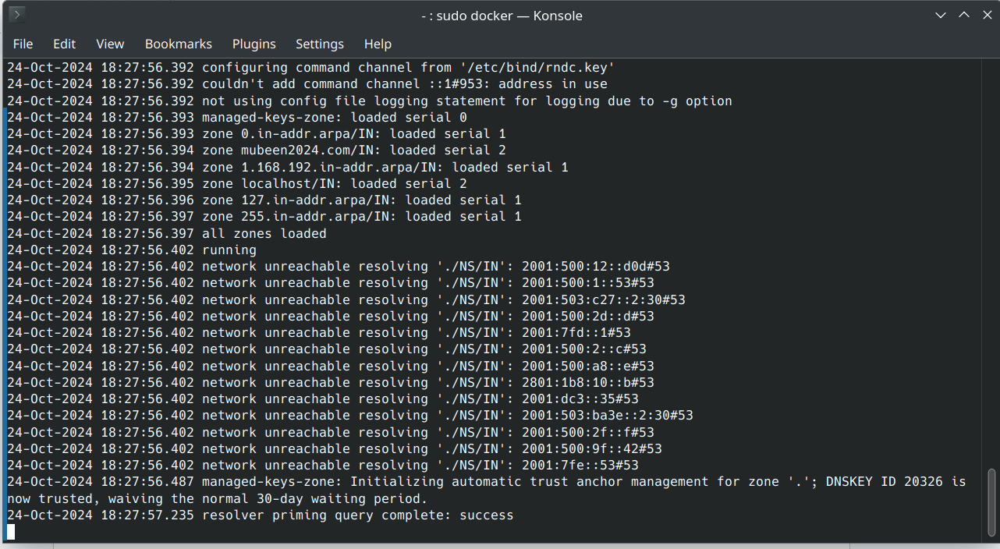 - : sudo docker — Konsole
File Edit View Bookmarks Plugins Settings Help
24-Oct-2024 18:27:56.392 configuring command channel from '/etc/bind/rndc.key'
24-Oct-2024 18:27:56.392 couldn't add command channel ::1#953: address in use
24-Oct-2024 18:27:56.392 not using config file logging statement for logging due to -g option
24-Oct-2024 18:27:56.393 managed-keys-zone: loaded serial 0
24-Oct-2024 18:27:56.393 zone 0.in-addr.arpa/IN: loaded serial 1
24-Oct-2024 18:27:56.394 zone mubeen2024.com/IN: loaded serial 2
24-Oct-2024 18:27:56.394 zone 1.168.192.in-addr.arpa/IN: loaded serial 1
24-Oct-2024 18:27:56.395 zone localhost/IN: loaded serial 2
24-Oct-2024 18:27:56.396 zone 127.in-addr.arpa/IN: loaded serial 1
24-Oct-2024 18:27:56.397 zone 255.in-addr.arpa/IN: loaded serial 1
24-Oct-2024 18:27:56.397 all zones loaded
24-Oct-2024 18:27:56.402 running
24-Oct-2024 18:27:56.402 network unreachable resolving './NS/IN': 2001:500:12::d0d#53
24-Oct-2024 18:27:56.402 network unreachable resolving './NS/IN': 2001:500:1::53#53
24-Oct-2024 18:27:56.402 network unreachable resolving './NS/IN': 2001:503:c27::2:30#53
24-Oct-2024 18:27:56.402 network unreachable resolving './NS/IN': 2001:500:2d::d#53
24-Oct-2024 18:27:56.402 network unreachable resolving './NS/IN': 2001:7fd::1#53
24-Oct-2024 18:27:56.402 network unreachable resolving './NS/IN': 2001:500:2::c#53
24-Oct-2024 18:27:56.402 network unreachable resolving './NS/IN': 2001:500:a8::e#53
24-Oct-2024 18:27:56.402 network unreachable resolving './NS/IN': 2801:1b8:10::b#53
24-Oct-2024 18:27:56.402 network unreachable resolving './NS/IN': 2001:dc3::35#53
24-Oct-2024 18:27:56.402 network unreachable resolving './NS/IN': 2001:503:ba3e::2:30#53
24-Oct-2024 18:27:56.402 network unreachable resolving './NS/IN': 2001:500:2f::f#53
24-Oct-2024 18:27:56.402 network unreachable resolving './NS/IN': 2001:500:9f::42#53
24-Oct-2024 18:27:56.402 network unreachable resolving './NS/IN': 2001:7fe::53#53
24-Oct-2024 18:27:56.487 managed-keys-zone: Initializing automatic trust anchor management for zone '.'; DNSKEY ID 20326 is
now trusted, waiving the normal 30-day waiting period.
24-Oct-2024 18:27:57.235 resolver priming query complete: success